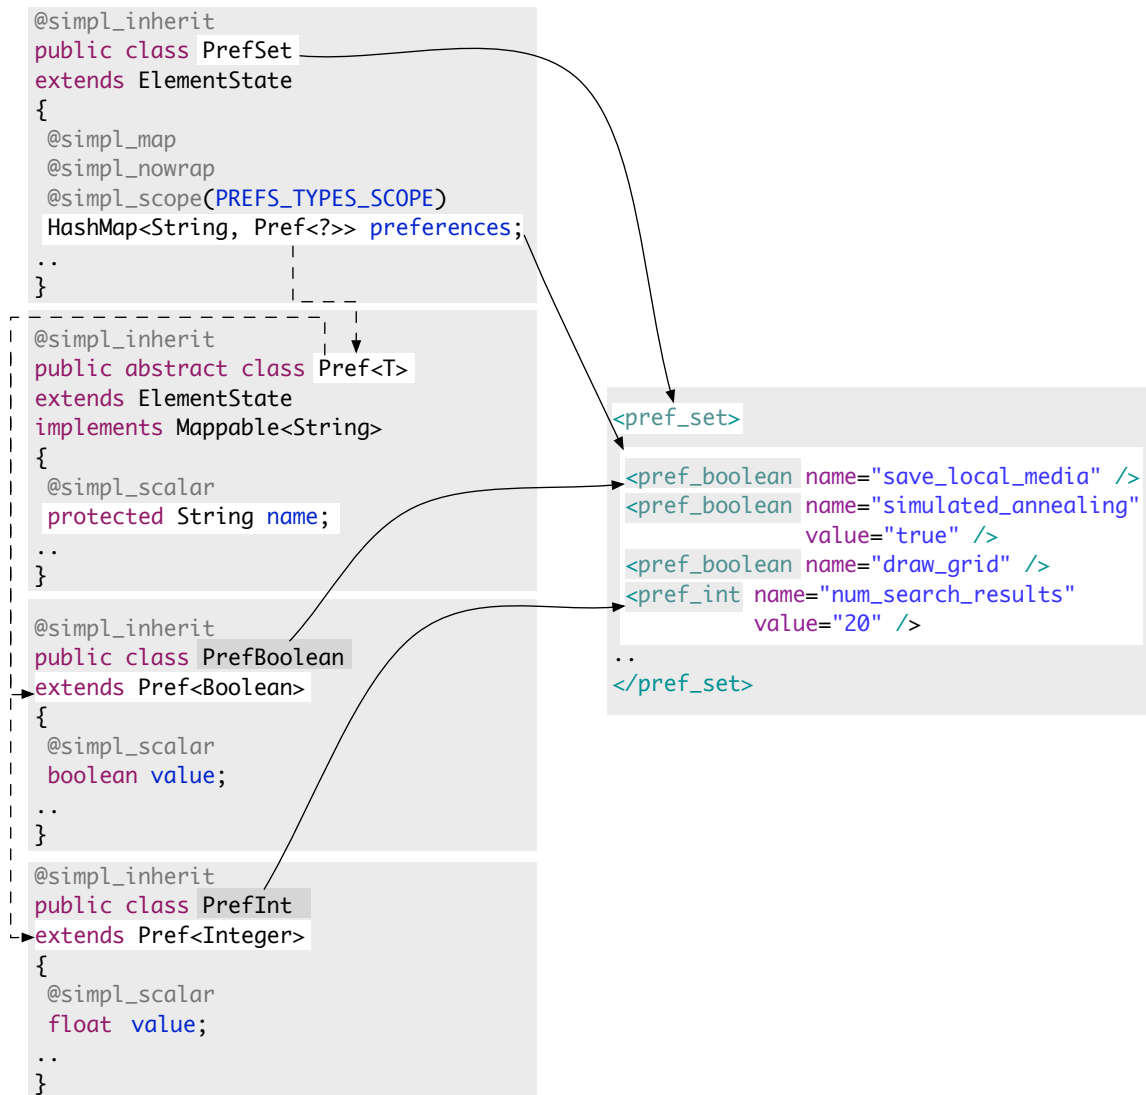 @simpl_inherit
public class PrefSet
extends ElementState
{
@simpl_map
@simpl_nowrap
@simpl_scope(PREFS_TYPES_SCOPE)
HashMap<String, Pref<?>> preferences;
..
}
@simpl_inherit
public abstract class Pref<T>
extends ElementState
implements Mappable<String>
{
@simpl_scalar
protected String name;
..
}
@simpl_inherit
public class PrefBoolean
extends Pref<Boolean>
{
@simpl_scalar
boolean value;
..
}
@simpl_inherit
public class PrefInt
extends Pref<Integer>
{
@simpl_scalar
float value;
..
}
<pref_set>
<pref_boolean name="save_local_media" />
<pref_boolean name="simulated_annealing"
value="true" />
<pref_boolean name="draw_grid" />
<pref_int name="num_search_results"
value="20" />
..
</pref_set>